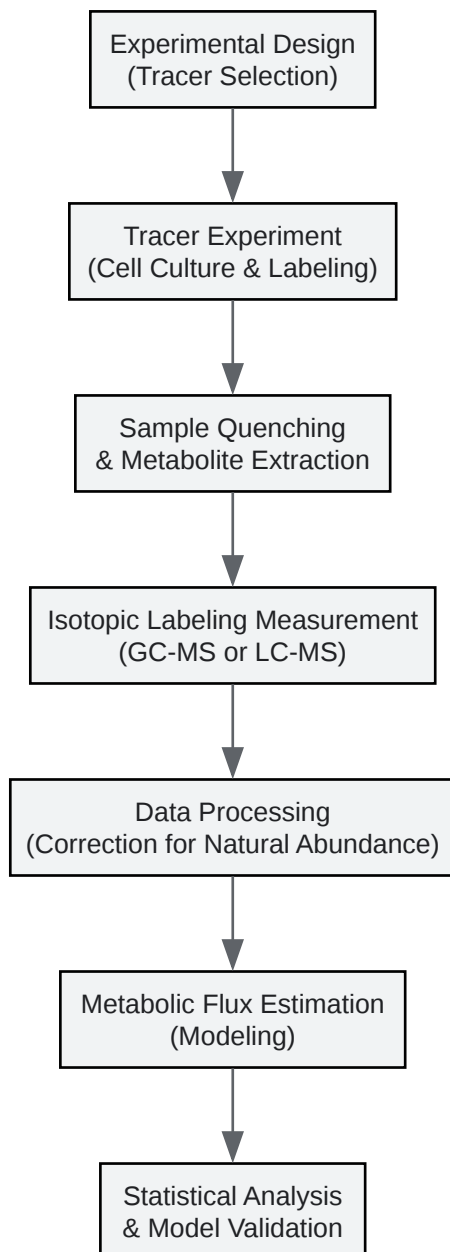 Experimental Design
(Tracer Selection)
Tracer Experiment
(Cell Culture & Labeling)
Sample Quenching
& Metabolite Extraction
Isotopic Labeling Measurement
(GC-MS or LC-MS)
Data Processing
(Correction for Natural Abundance)
Metabolic Flux Estimation
(Modeling)
Statistical Analysis
& Model Validation